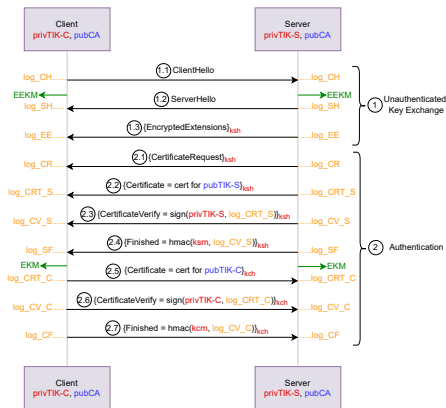 Client
privTIK-C, pubCA
Server
privTIK-S, pubCA
1.1 ClientHello
log_CH
log_CH
EEKM
EEKM
1.2 ServerHello
log_SH
log_SH
1 Unauthenticated
Key Exchange
1.3 {EncryptedExtensions}ksh
log_EE
log_EE
2.1 {CertificateRequest}ksh
log_CR
log_CR
2.2 {Certificate = cert for pubTIK-S}ksh
log_CRT_S
log_CRT_S
2.3 {CertificateVerify = sign(privTIK-S, log_CRT_S)}ksh
log_CV_S
log_CV_S
2.4 {Finished = hmac(ksm, log_CV_S)}ksh
log_SF
log_SF
2 Authentication
EKM
EKM
2.5 {Certificate = cert for pubTIK-C}kch
log_CRT_C
log_CRT_C
2.6 {CertificateVerify = sign(privTIK-C, log_CRT_C)}kch
log_CV_C
log_CV_C
2.7 {Finished = hmac(kcm, log_CV_C)}kch
log_CF
log_CF
Client
privTIK-C, pubCA
Server
privTIK-S, pubCA